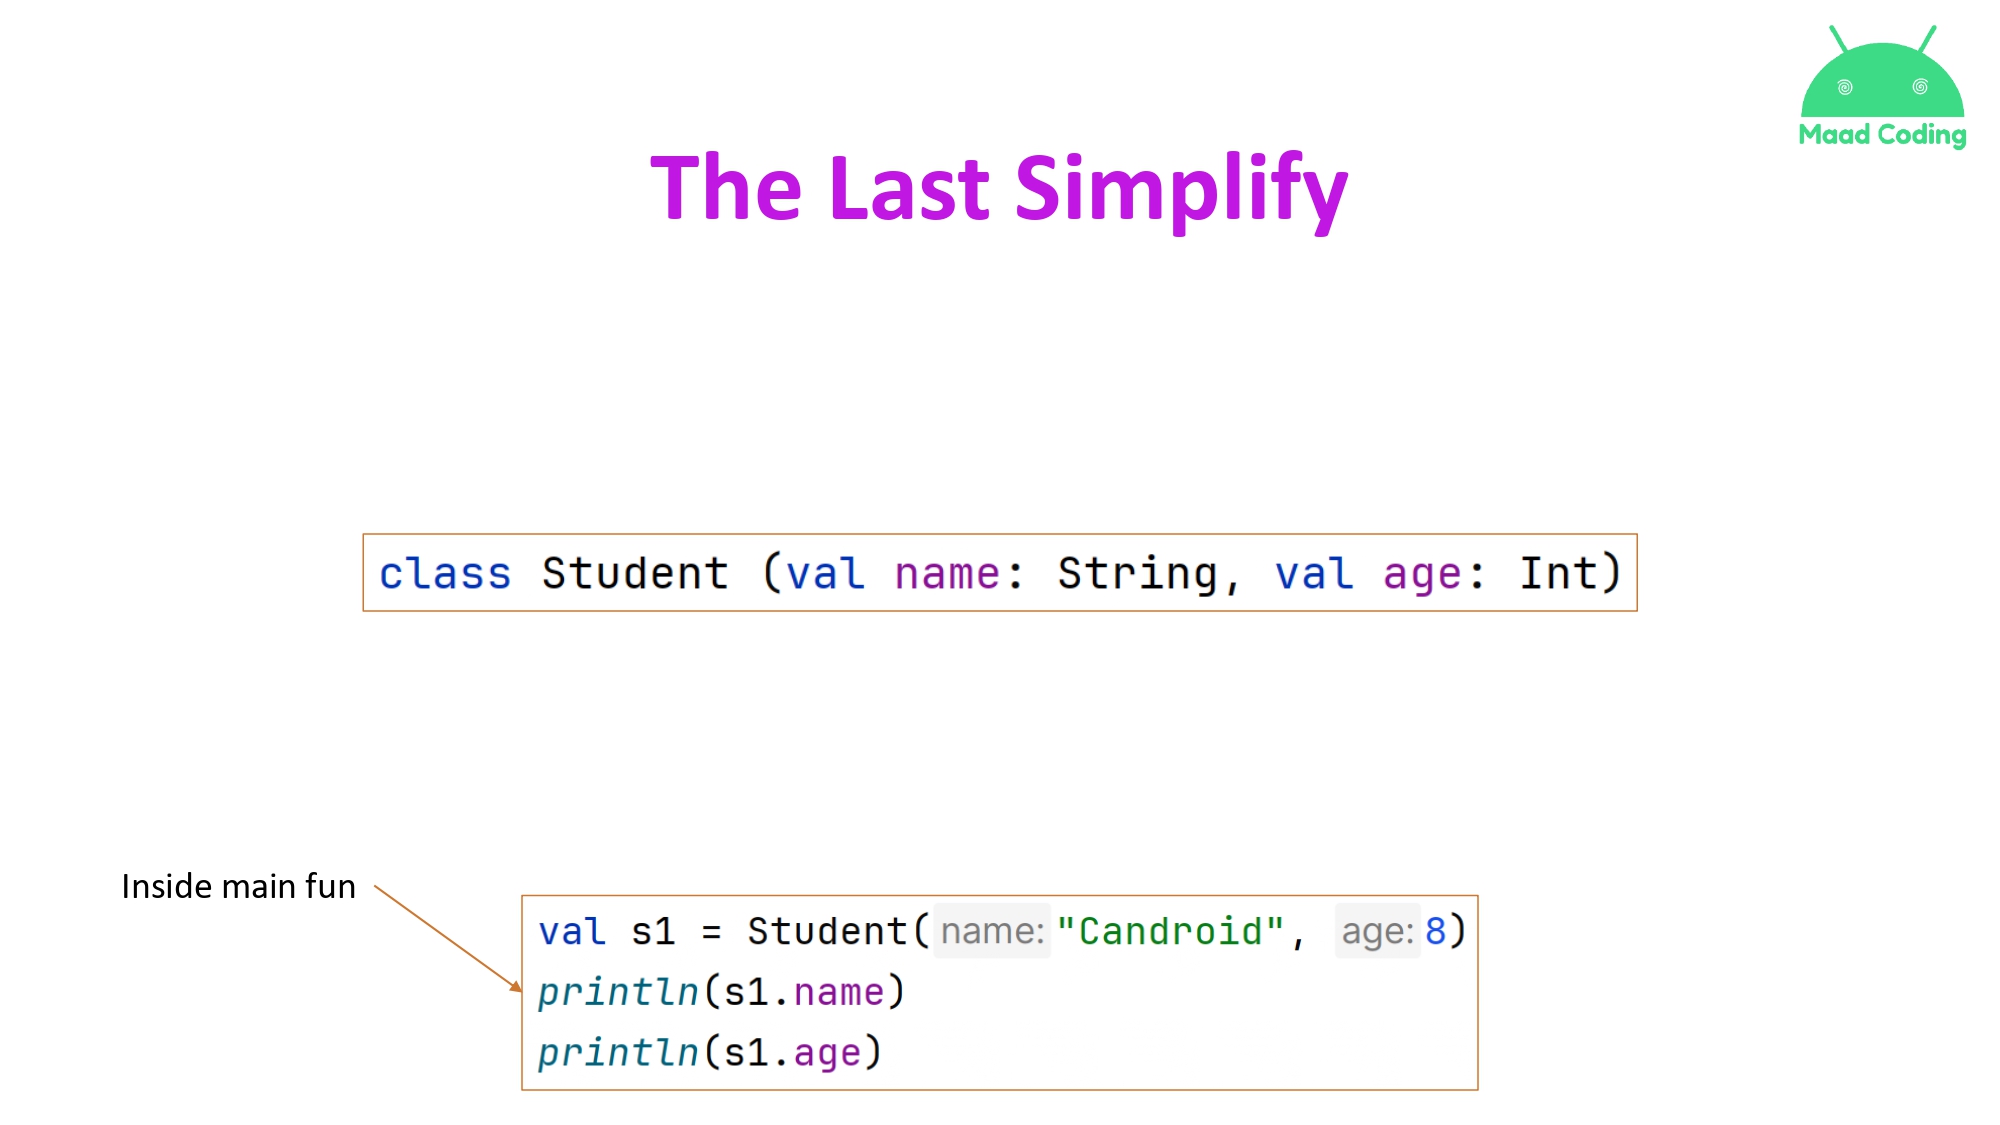 Maad Coding
The Last Simplify
class Student (val name: String, val age: Int)
Inside main fun
val s1 = Student( name: "Candroid",  age: 8)
println(s1.name)
println(s1.age)